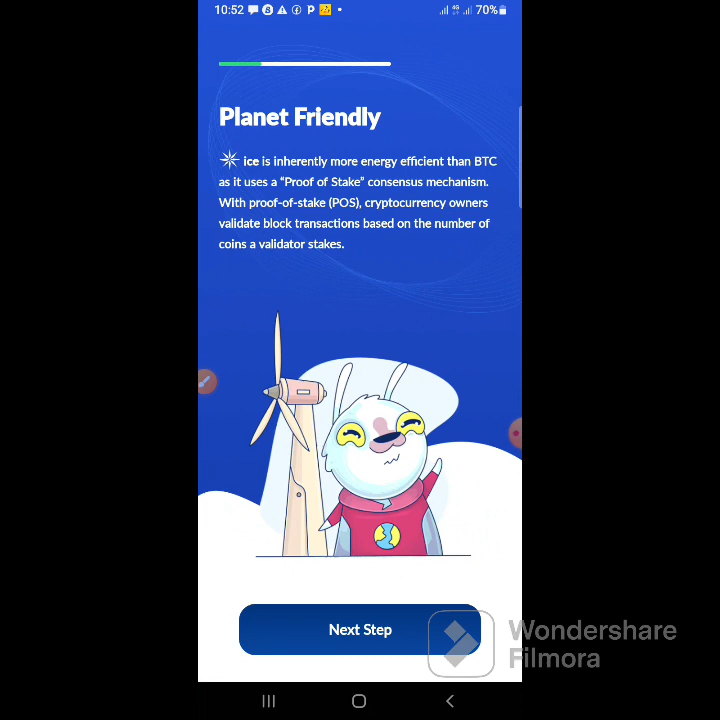 10:52 4G 70%
Planet Friendly
ice is inherently more energy efficient than BTC
as it uses a “Proof of Stake” consensus mechanism.
With proof-of-stake (POS), cryptocurrency owners
validate block transactions based on the number of
coins a validator stakes.
Next Step
Wondershare
Filmora